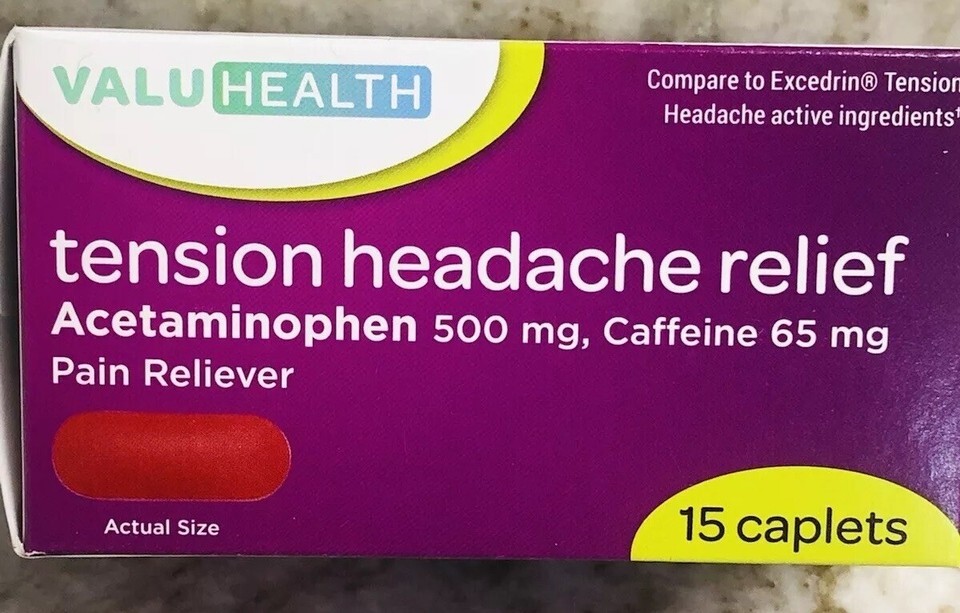 VALUHEALTH
Compare to Excedrin® Tension
Headache active ingredients†
tension headache relief
Acetaminophen 500 mg, Caffeine 65 mg
Pain Reliever
Actual Size
15 caplets